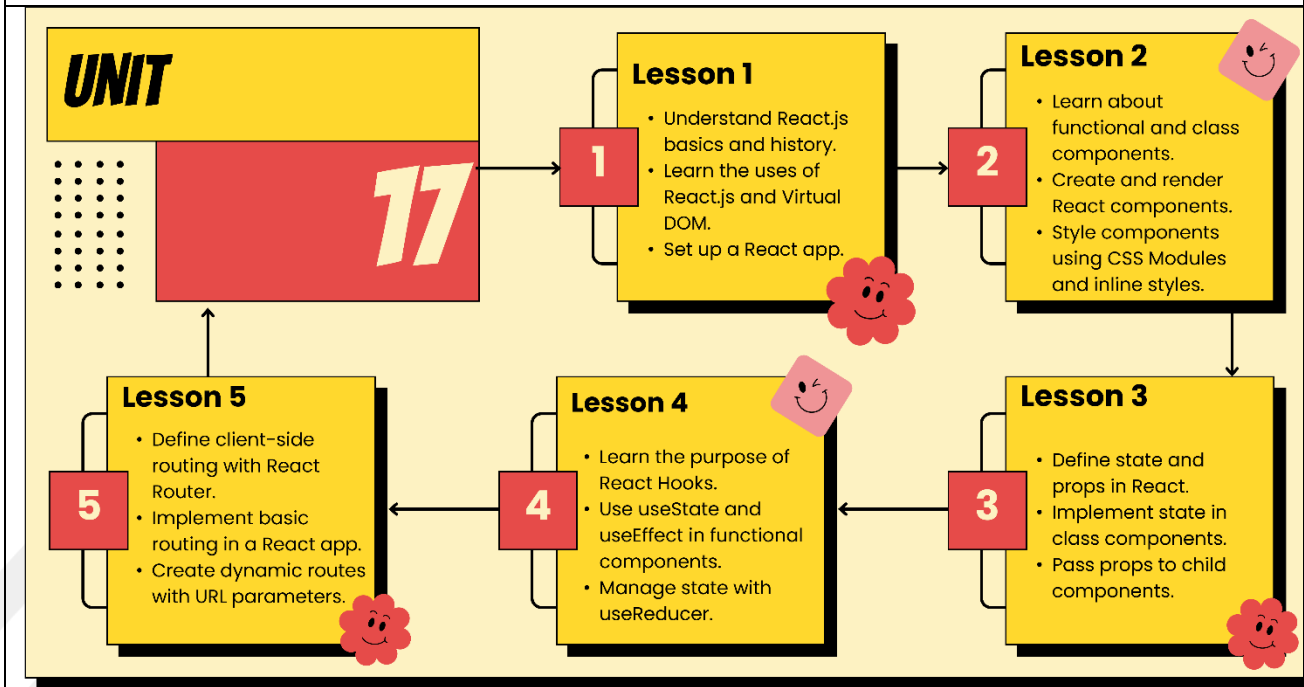 UNIT
17
1
Lesson 1
• Understand React.js
basics and history.
• Learn the uses of
React.js and Virtual
DOM.
• Set up a React app.
2
Lesson 2
• Learn about
functional and class
components.
• Create and render
React components.
• Style components
using CSS Modules
and inline styles.
3
Lesson 3
• Define state and
props in React.
• Implement state in
class components.
• Pass props to child
components.
4
Lesson 4
• Learn the purpose of
React Hooks.
• Use useState and
useEffect in functional
components.
• Manage state with
useReducer.
5
Lesson 5
• Define client-side
routing with React
Router.
• Implement basic
routing in a React app.
• Create dynamic routes
with URL parameters.